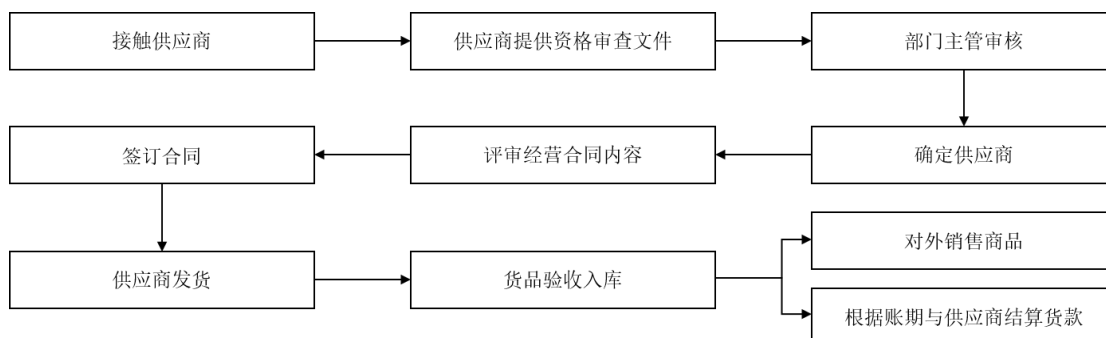 接触供应商
供应商提供资格审查文件
部门主管审核
确定供应商
评审经营合同内容
签订合同
供应商发货
货品验收入库
对外销售商品
根据账期与供应商结算货款